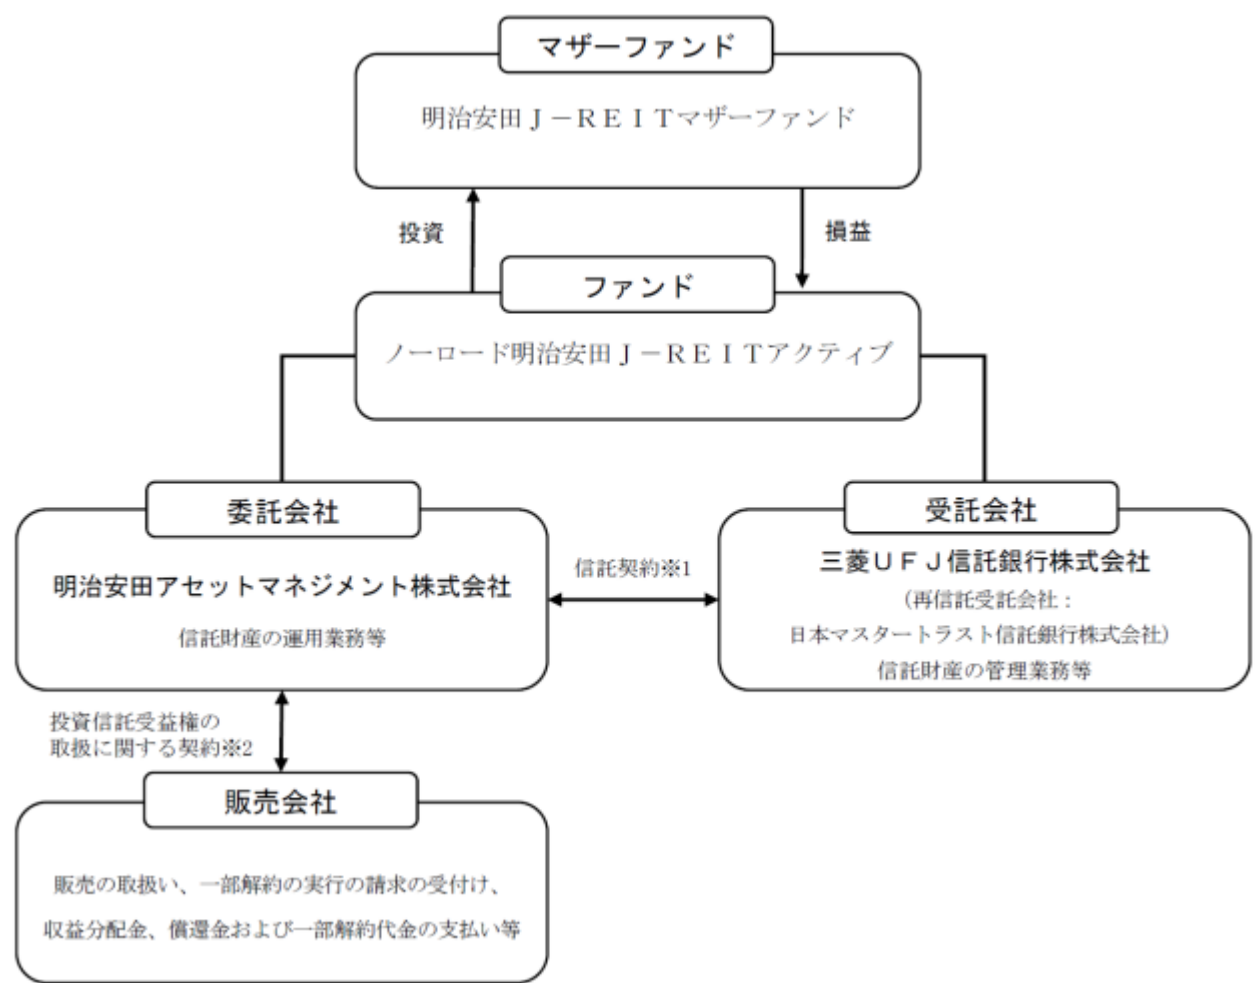 マザーファンド
明治安田Ｊ－ＲＥＩＴマザーファンド
投資
損益
ファンド
ノーロード明治安田Ｊ－ＲＥＩＴアクティブ
委託会社
明治安田アセットマネジメント株式会社
信託財産の運用業務等
信託契約※1
受託会社
三菱ＵＦＪ信託銀行株式会社
（再信託受託会社：
日本マスタートラスト信託銀行株式会社）
信託財産の管理業務等
投資信託受益権の
取扱に関する契約※2
販売会社
販売の取扱い、一部解約の実行の請求の受付け、
収益分配金、償還金および一部解約代金の支払い等